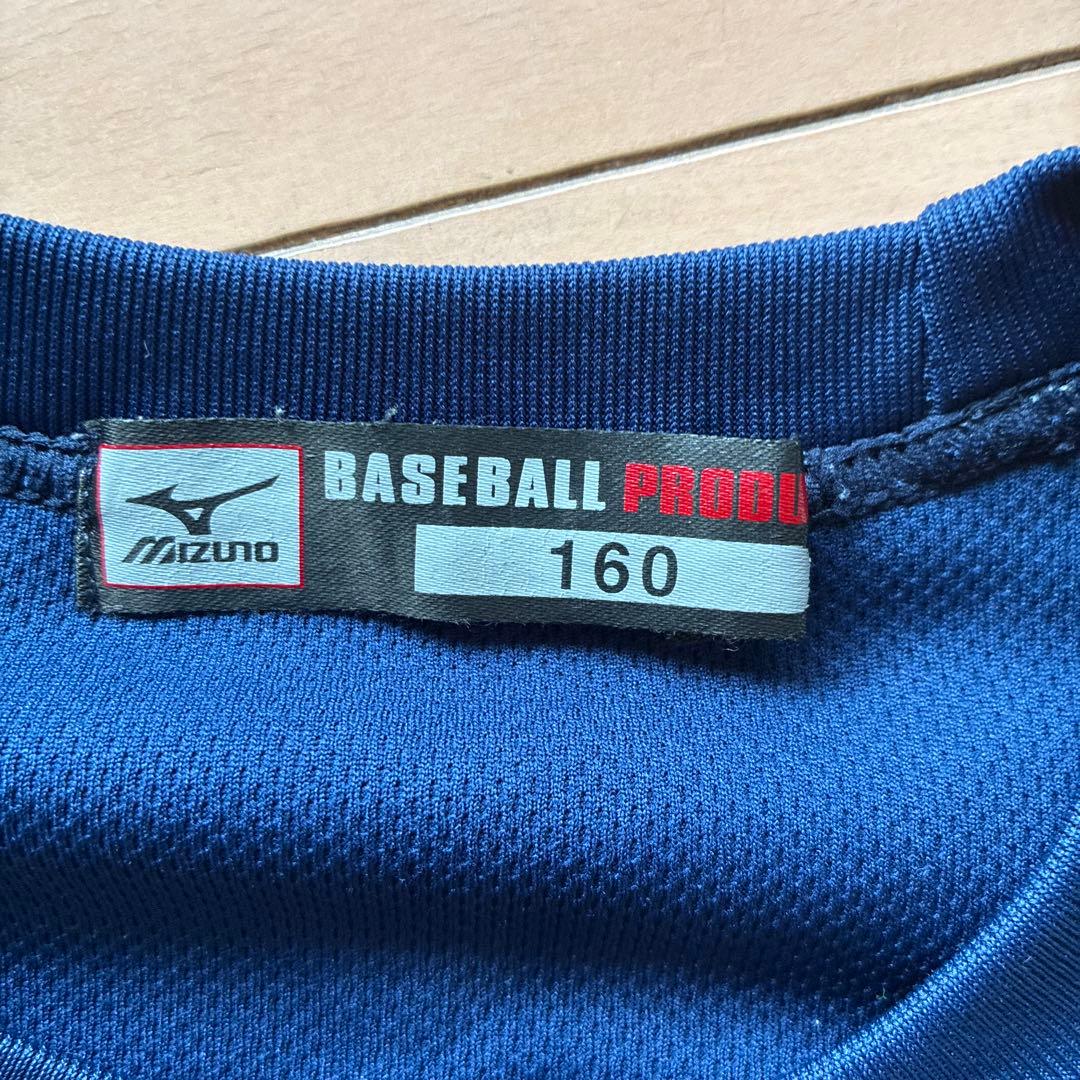 BASEBALL PRODU
MIZUNO
160